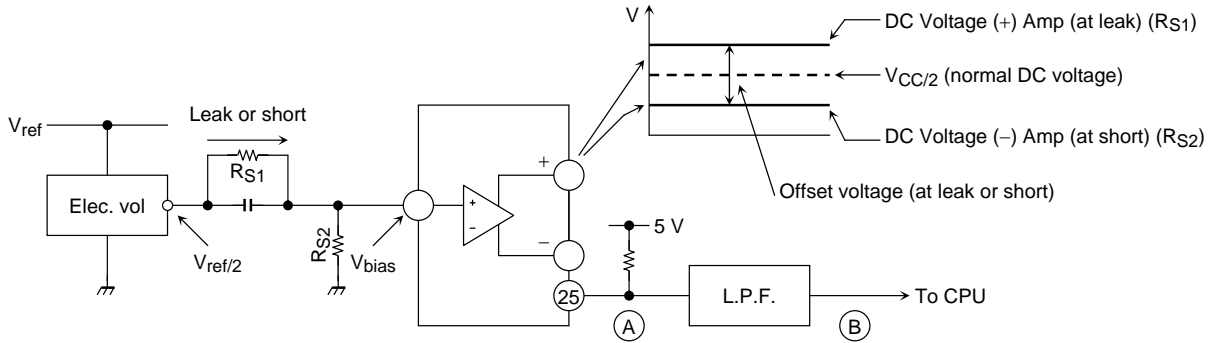 V
DC Voltage (+) Amp (at leak) (RS1)
VCC/2 (normal DC voltage)
DC Voltage (−) Amp (at short) (RS2)
Offset voltage (at leak or short)
Leak or short
Vref
RS1
Elec. vol
Vref/2
RS2
Vbias
+
−
+
−
5 V
25
A
L.P.F.
B
To CPU